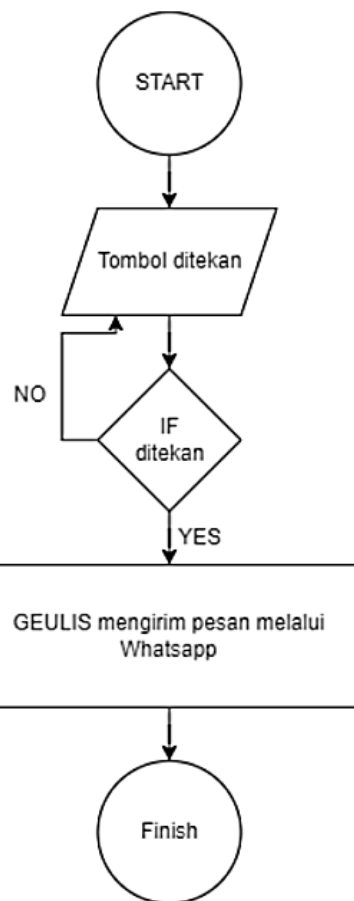 START
Tombol ditekan
NO
IF
ditekan
YES
GEULIS mengirim pesan melalui
Whatsapp
Finish